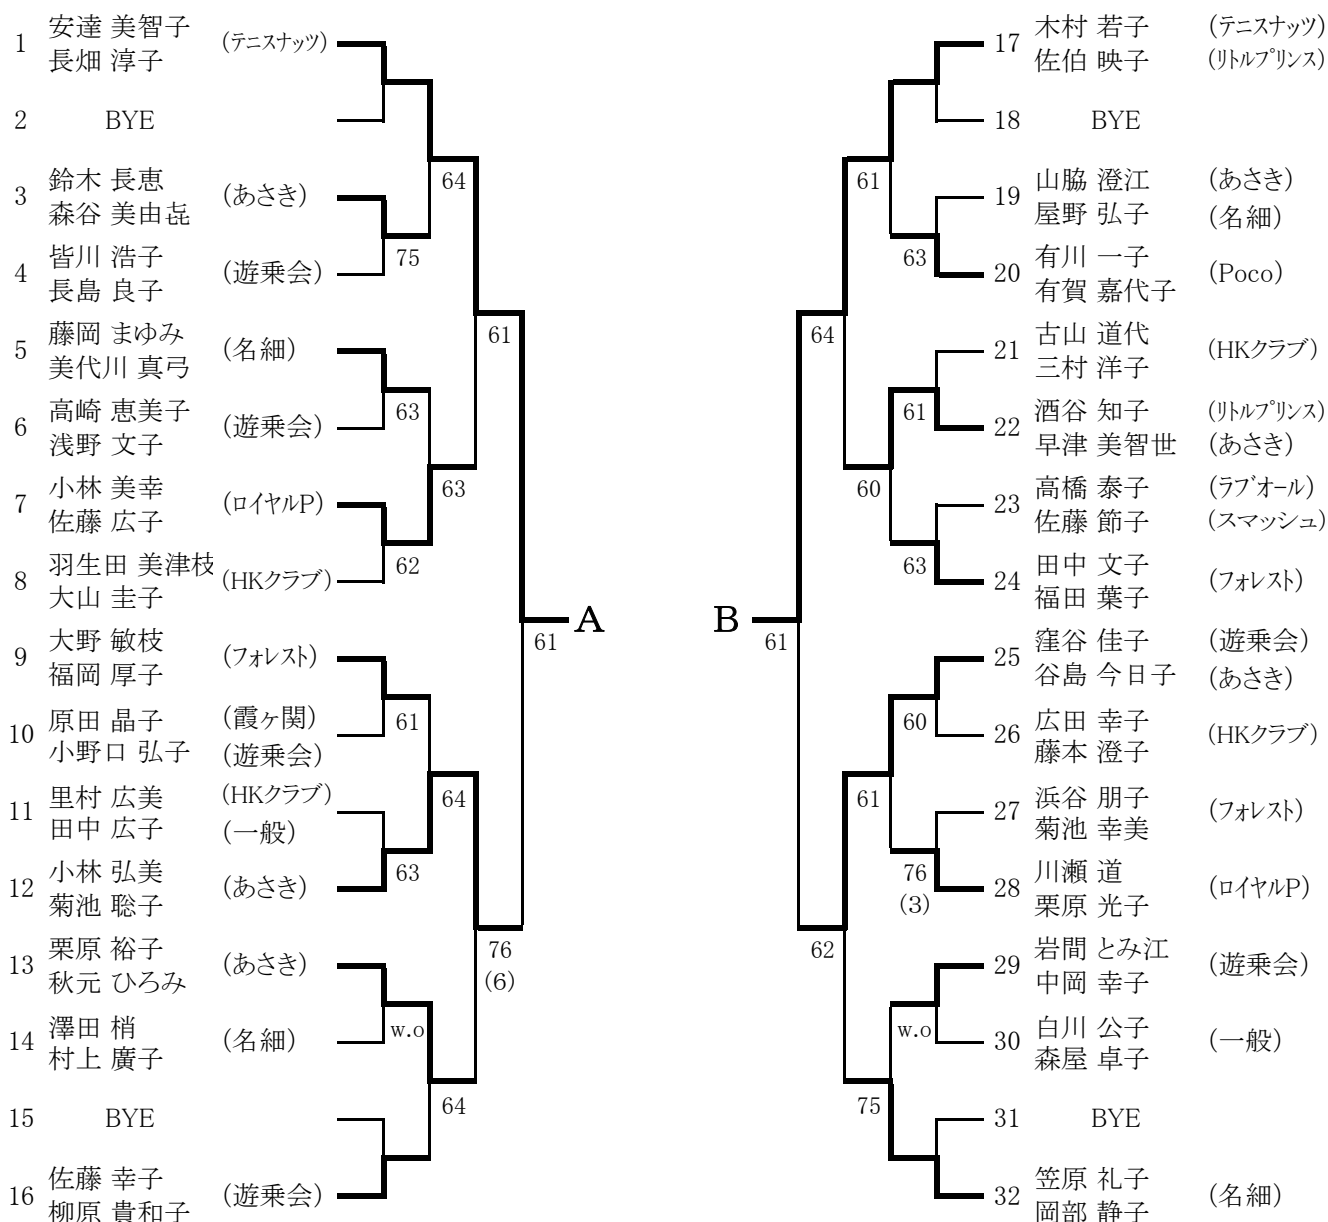 1 安達 美智子 (テニスナッツ)
長畑 淳子
2 BYE
64
3 鈴木 長恵 (あさき)
森谷 美由㐂
75
4 皆川 浩子 (遊乗会)
長島 良子
61
5 藤岡 まゆみ (名細)
美代川 真弓
63
6 高崎 恵美子 (遊乗会)
浅野 文子
63
7 小林 美幸 (ロイヤルP)
佐藤 広子
62
8 羽生田 美津枝 (HKクラブ)
大山 圭子
A
61
9 大野 敏枝 (フォレスト)
福岡 厚子
61
10 原田 晶子 (霞ヶ関)
小野口 弘子 (遊乗会)
64
11 里村 広美 (HKクラブ)
田中 広子 (一般)
63
12 小林 弘美 (あさき)
菊池 聡子
76
(6)
13 栗原 裕子 (あさき)
秋元 ひろみ
w.o
14 澤田 梢 (名細)
村上 廣子
64
15 BYE
16 佐藤 幸子 (遊乗会)
柳原 貴和子
17 木村 若子 (テニスナッツ)
佐伯 映子 (リトルプリンス)
18 BYE
61
19 山脇 澄江 (あさき)
屋野 弘子 (名細)
63
20 有川 一子 (Poco)
有賀 嘉代子
64
21 古山 道代 (HKクラブ)
三村 洋子
61
22 酒谷 知子 (リトルプリンス)
早津 美智世 (あさき)
60
23 高橋 泰子 (ラブオール)
佐藤 節子 (スマッシュ)
63
24 田中 文子 (フォレスト)
福田 葉子
B
61
25 窪谷 佳子 (遊乗会)
谷島 今日子 (あさき)
60
26 広田 幸子 (HKクラブ)
藤本 澄子
61
27 浜谷 朋子 (フォレスト)
菊池 幸美
76
(3)
28 川瀬 道 (ロイヤルP)
栗原 光子
62
29 岩間 とみ江 (遊乗会)
中岡 幸子
w.o
30 白川 公子 (一般)
森屋 卓子
75
31 BYE
32 笠原 礼子 (名細)
岡部 静子